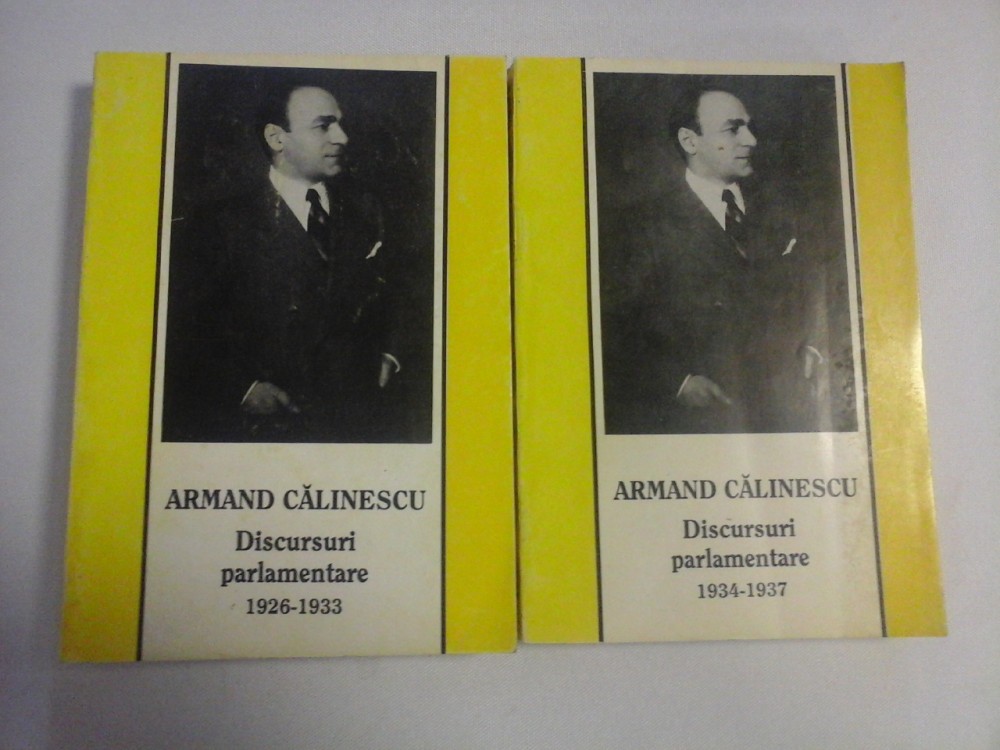 ARMAND CĂLINESCU
Discursuri
parlamentare
1926-1933
ARMAND CĂLINESCU
Discursuri
parlamentare
1934-1937